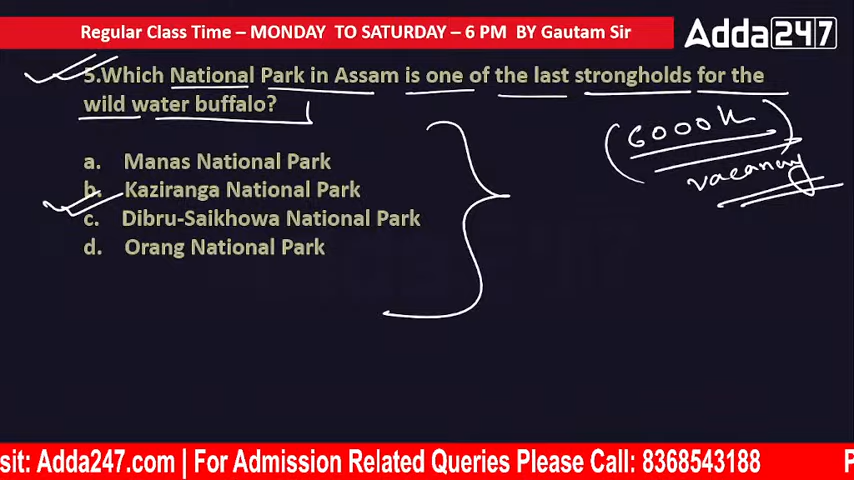 Regular Class Time – MONDAY TO SATURDAY – 6 PM BY Gautam Sir
Adda247
5.Which National Park in Assam is one of the last strongholds for the
wild water buffalo?
(6000k)
vacancy
a. Manas National Park
b. Kaziranga National Park
c. Dibru-Saikhowa National Park
d. Orang National Park
sit: Adda247.com | For Admission Related Queries Please Call: 8368543188 P